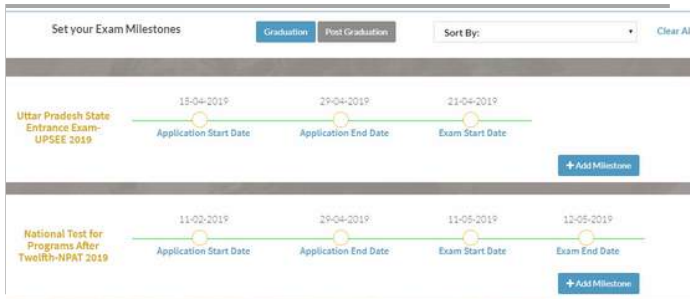 Set your Exam Milestones
Graduation
Post Graduation
Sort By:
Clear Al
15-04-2019
29-04-2019
21-04-2019
Uttar Pradesh State
Entrance Exam-
UPSEE 2019
Application Start Date
Application End Date
Exam Start Date
+ Add Milestone
11-02-2019
29-04-2019
11-05-2019
12-05-2019
National Test for
Programs After
Twelfth-NPAT 2019
Application Start Date
Application End Date
Exam Start Date
Exam End Date
+ Add Milestone